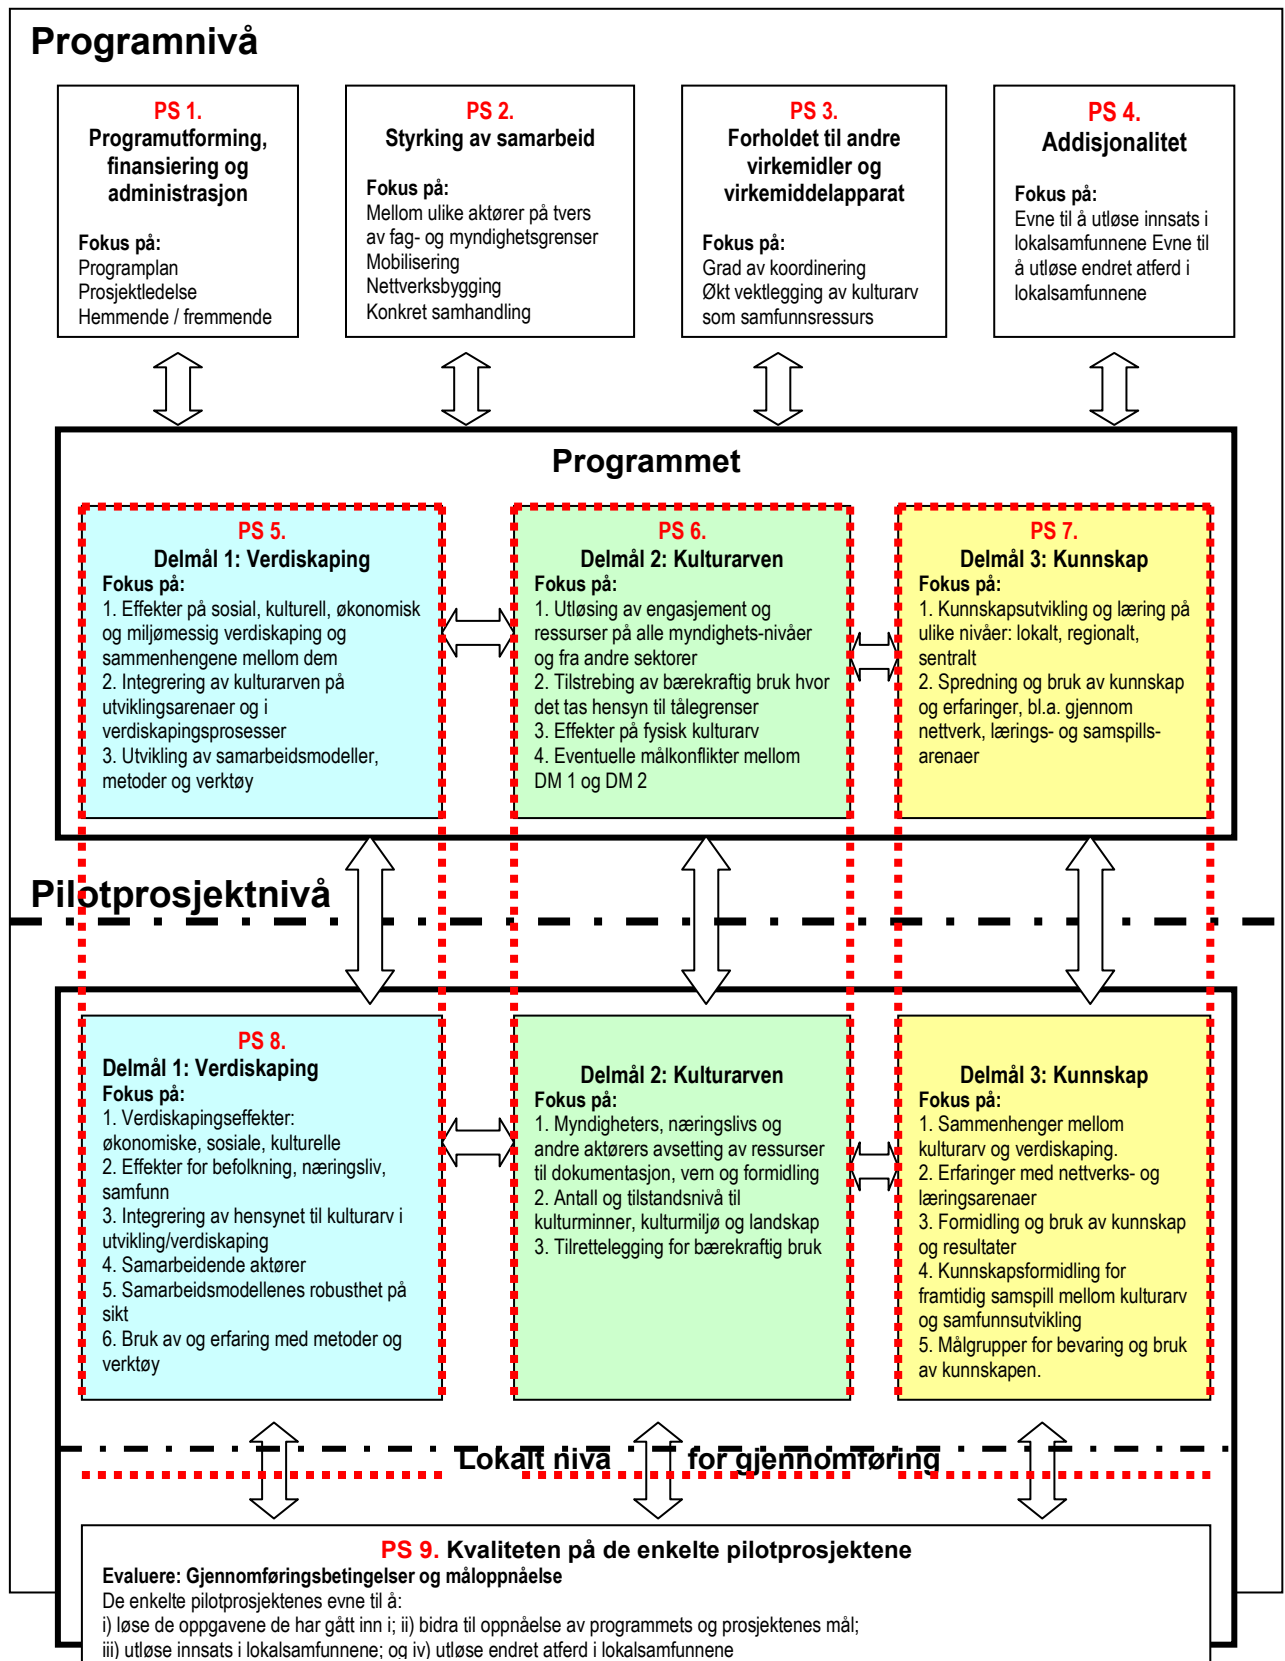 Programnivå
PS 1.
Programutforming,
finansiering og
administrasjon
Fokus på:
Programplan
Prosjektledelse
Hemmende / fremmende
PS 2.
Styrking av samarbeid
Fokus på:
Mellom ulike aktører på tvers
av fag- og myndighetsgrenser
Mobilisering
Nettverksbygging
Konkret samhandling
PS 3.
Forholdet til andre
virkemidler og
virkemiddelapparat
Fokus på:
Grad av koordinering
Økt vektlegging av kulturarv
som samfunnsressurs
PS 4.
Addisjonalitet
Fokus på:
Evne til å utløse innsats i
lokalsamfunnene Evne til
å utløse endret atferd i
lokalsamfunnene
Programmet
PS 5.
Delmål 1: Verdiskaping
Fokus på:
1. Effekter på sosial, kulturell, økonomisk
og miljømessig verdiskaping og
sammenhengene mellom dem
2. Integrering av kulturarven på
utviklingsarenaer og i
verdiskapingsprosesser
3. Utvikling av samarbeidsmodeller,
metoder og verktøy
PS 6.
Delmål 2: Kulturarven
Fokus på:
1. Utløsing av engasjement og
ressurser på alle myndighets-nivåer
og fra andre sektorer
2. Tilstrebing av bærekraftig bruk hvor
det tas hensyn til tålegrenser
3. Effekter på fysisk kulturarv
4. Eventuelle målkonflikter mellom
DM 1 og DM 2
PS 7.
Delmål 3: Kunnskap
Fokus på:
1. Kunnskapsutvikling og læring på
ulike nivåer: lokalt, regionalt,
sentralt
2. Spredning og bruk av kunnskap
og erfaringer, bl.a. gjennom
nettverk, lærings- og samspills-
arenaer
Pilotprosjektnivå
PS 8.
Delmål 1: Verdiskaping
Fokus på:
1. Verdiskapingseffekter:
økonomiske, sosiale, kulturelle
2. Effekter for befolkning, næringsliv,
samfunn
3. Integrering av hensynet til kulturarv i
utvikling/verdiskaping
4. Samarbeidende aktører
5. Samarbeidsmodellenes robusthet på
sikt
6. Bruk av og erfaring med metoder og
verktøy
Delmål 2: Kulturarven
Fokus på:
1. Myndigheters, næringslivs og
andre aktørers avsetting av ressurser
til dokumentasjon, vern og formidling
2. Antall og tilstandsnivå til
kulturminner, kulturmiljø og landskap
3. Tilrettelegging for bærekraftig bruk
Delmål 3: Kunnskap
Fokus på:
1. Sammenhenger mellom
kulturarv og verdiskaping.
2. Erfaringer med nettverks- og
læringsarenaer
3. Formidling og bruk av kunnskap
og resultater
4. Kunnskapsformidling for
framtidig samspill mellom kulturarv
og samfunnsutvikling
5. Målgrupper for bevaring og bruk
av kunnskapen.
Lokalt nivå for gjennomføring
PS 9. Kvaliteten på de enkelte pilotprosjektene
Evaluere: Gjennomføringsbetingelser og måloppnåelse
De enkelte pilotprosjektenes evne til å:
i) løse de oppgavene de har gått inn i; ii) bidra til oppnåelse av programmets og prosjektenes mål;
iii) utløse innsats i lokalsamfunnene; og iv) utløse endret atferd i lokalsamfunnene